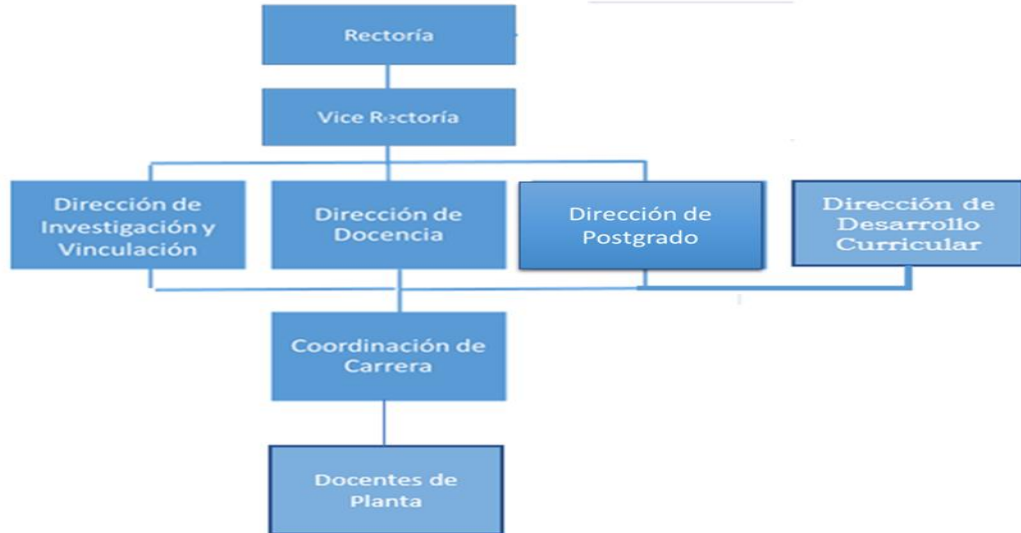 Rectoría
Vice Rectoría
Dirección de
Investigación y
Vinculación
Dirección de
Docencia
Dirección de
Postgrado
Dirección de
Desarrollo
Curricular
Coordinación de
Carrera
Docentes de
Planta